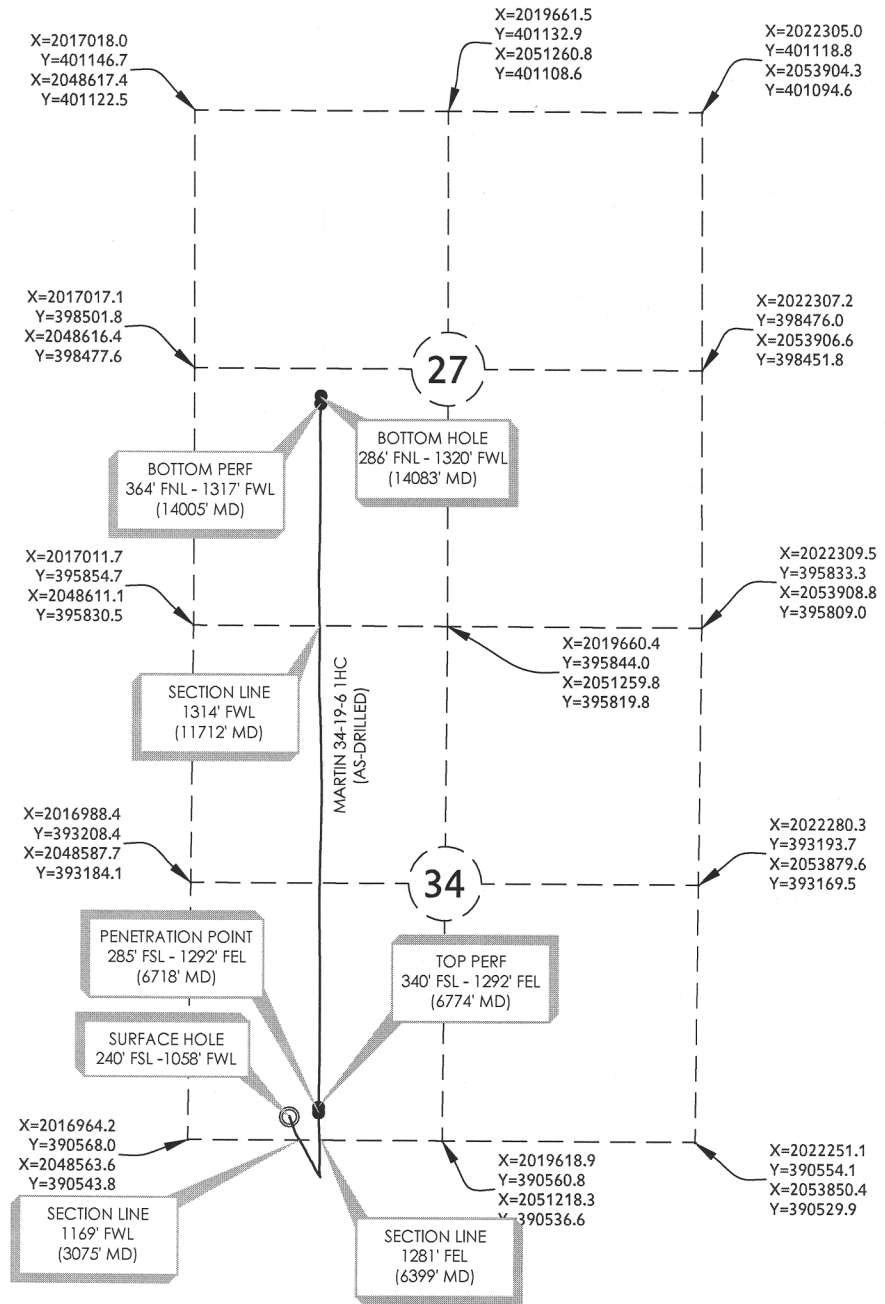 X=2019661.5
Y=401132.9
X=2051260.8
Y=401108.6
X=2022305.0
Y=401118.8
X=2053904.3
Y=401094.6
X=2017018.0
Y=401146.7
X=2048617.4
Y=401122.5
X=2017017.1
Y=398501.8
X=2048616.4
Y=398477.6
X=2022307.2
Y=398476.0
X=2053906.6
Y=398451.8
27
BOTTOM PERF
364' FNL - 1317' FWL
(14005' MD)
BOTTOM HOLE
286' FNL - 1320' FWL
(14083' MD)
X=2017011.7
Y=395854.7
X=2048611.1
Y=395830.5
X=2022309.5
Y=395833.3
X=2053908.8
Y=395809.0
X=2019660.4
Y=395844.0
X=2051259.8
Y=395819.8
SECTION LINE
1314' FWL
(11712' MD)
MARTIN 34-19-6 1HC
(AS-DRILLED)
X=2016988.4
Y=393208.4
X=2048587.7
Y=393184.1
X=2022280.3
Y=393193.7
X=2053879.6
Y=393169.5
34
PENETRATION POINT
285' FSL - 1292' FEL
(6718' MD)
TOP PERF
340' FSL - 1292' FEL
(6774' MD)
SURFACE HOLE
240' FSL -1058' FWL
X=2016964.2
Y=390568.0
X=2048563.6
Y=390543.8
X=2019618.9
Y=390560.8
X=2051218.3
Y=390536.6
X=2022251.1
Y=390554.1
X=2053850.4
Y=390529.9
SECTION LINE
1169' FWL
(3075' MD)
SECTION LINE
1281' FEL
(6399' MD)